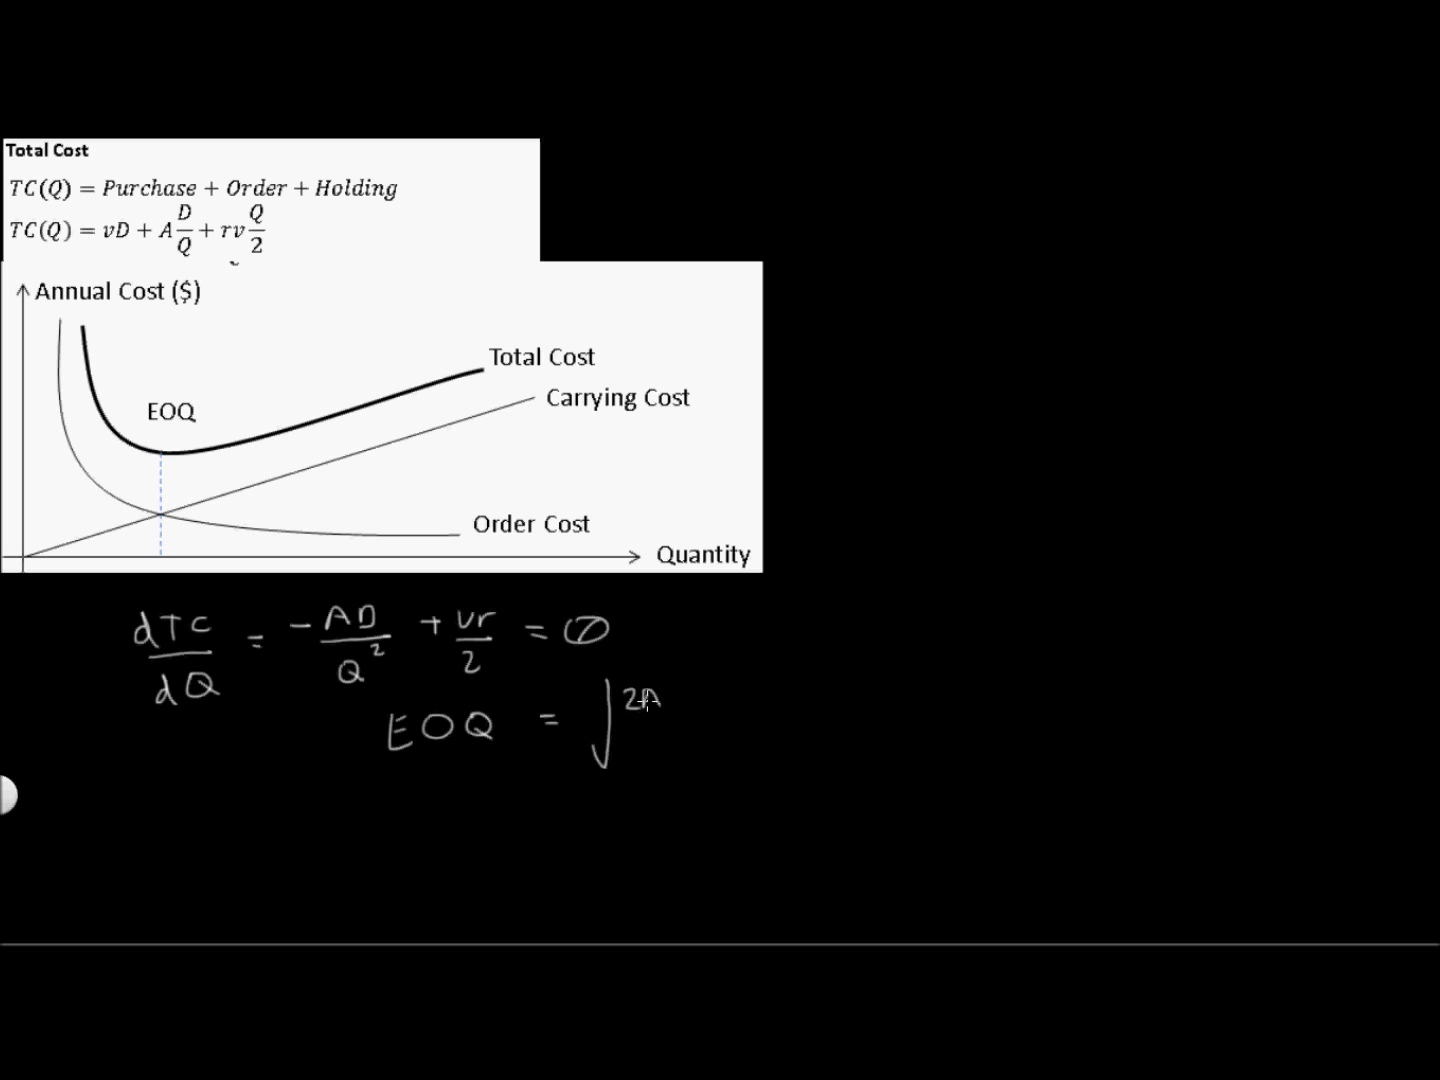 Total Cost
TC(Q) = Purchase + Order + Holding
TC(Q) = vD + A D/Q + rv Q/2
Annual Cost ($)
Total Cost
Carrying Cost
EOQ
Order Cost
Quantity
dTC/dQ = - AD/Q² + vr/2 = 0
EOQ = √2A